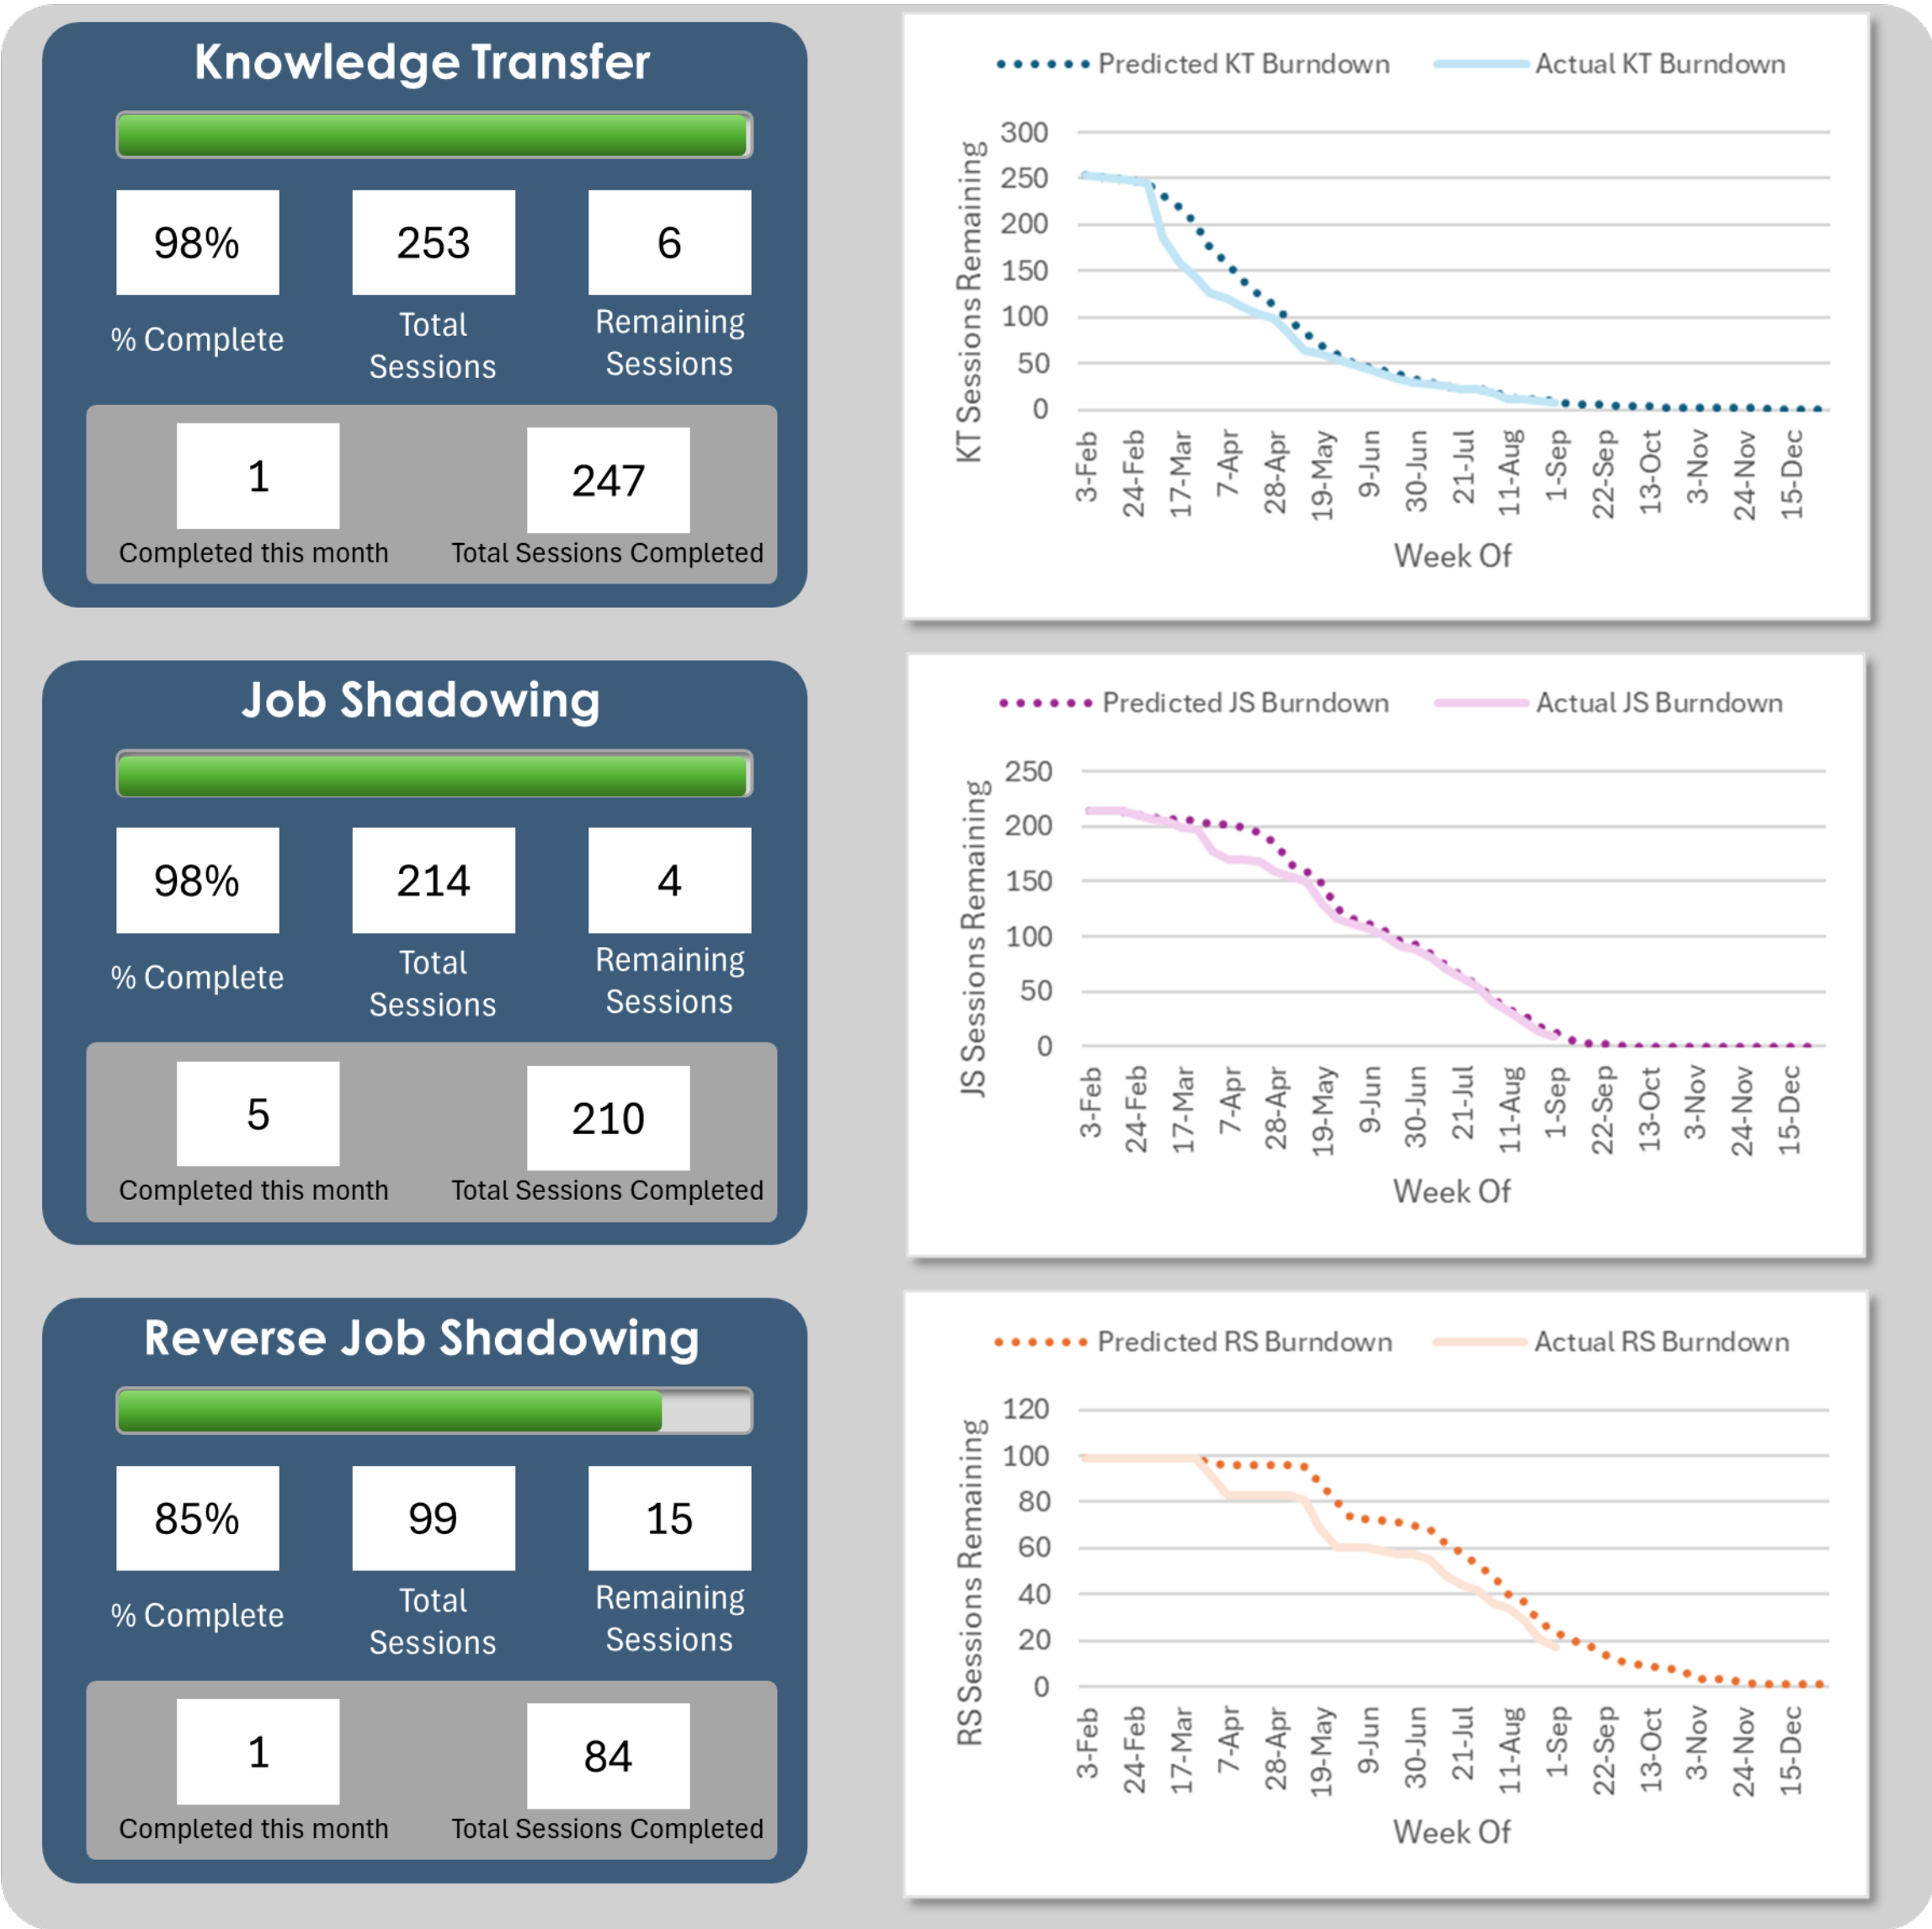 Knowledge Transfer
98%
253
6
% Complete
Total
Sessions
Remaining
Sessions
1
247
Completed this month
Total Sessions Completed
Predicted KT Burndown
Actual KT Burndown
KT Sessions Remaining
300
250
200
150
100
50
0
3-Feb
24-Feb
17-Mar
7-Apr
28-Apr
19-May
9-Jun
30-Jun
21-Jul
11-Aug
1-Sep
22-Sep
13-Oct
3-Nov
24-Nov
15-Dec
Week Of
Job Shadowing
98%
214
4
% Complete
Total
Sessions
Remaining
Sessions
5
210
Completed this month
Total Sessions Completed
Predicted JS Burndown
Actual JS Burndown
JS Sessions Remaining
250
200
150
100
50
0
3-Feb
24-Feb
17-Mar
7-Apr
28-Apr
19-May
9-Jun
30-Jun
21-Jul
11-Aug
1-Sep
22-Sep
13-Oct
3-Nov
24-Nov
15-Dec
Week Of
Reverse Job Shadowing
85%
99
15
% Complete
Total
Sessions
Remaining
Sessions
1
84
Completed this month
Total Sessions Completed
Predicted RS Burndown
Actual RS Burndown
RS Sessions Remaining
120
100
80
60
40
20
0
3-Feb
24-Feb
17-Mar
7-Apr
28-Apr
19-May
9-Jun
30-Jun
21-Jul
11-Aug
1-Sep
22-Sep
13-Oct
3-Nov
24-Nov
15-Dec
Week Of